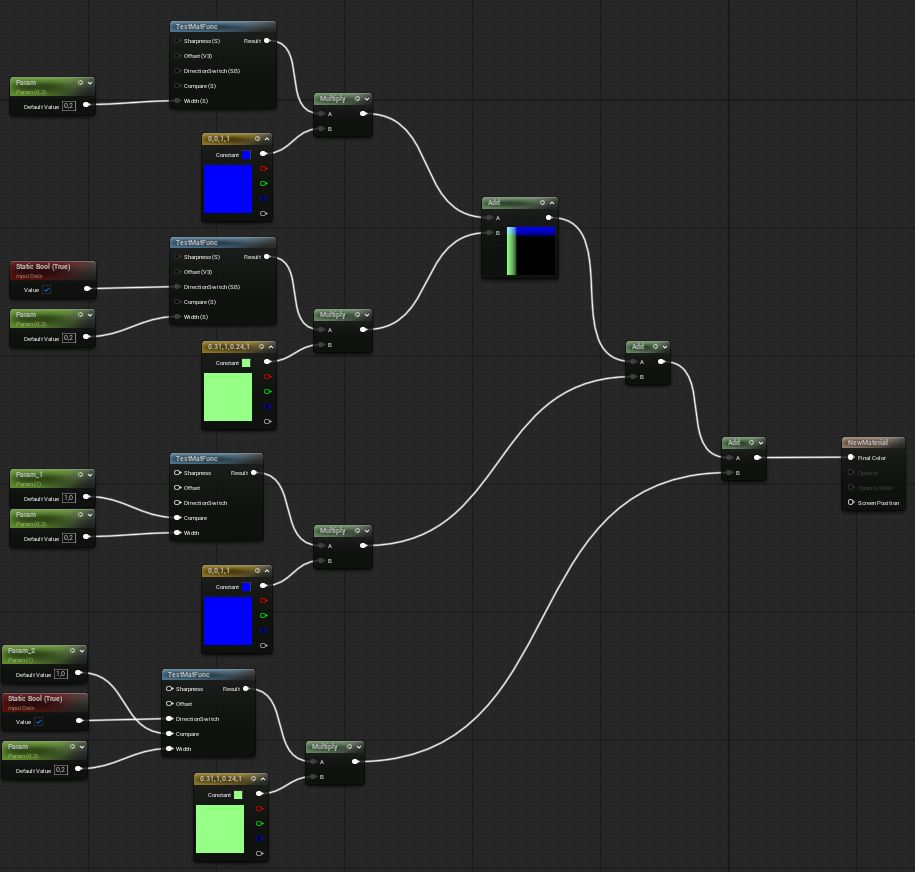 TestMatFunc
Sharpness (S) Result
Offset (V3)
DirectionSwitch (SB)
Compare (S)
Width (S)
Param
Param (0.2)
Default Value 0,2
Multiply
A
B
0,0,1,1
Constant
Add
A
B
TestMatFunc
Sharpness (S) Result
Offset (V3)
DirectionSwitch (SB)
Compare (S)
Width (S)
Static Bool (True)
Input Data
Value
Param
Param (0.2)
Default Value 0,2
Multiply
A
B
0.31,1,0.24,1
Constant
Add
A
B
TestMatFunc
Sharpness Result
Offset
DirectionSwitch
Compare
Width
Param_1
Param (1)
Default Value 1,0
Param
Param (0.2)
Default Value 0,2
Multiply
A
B
0,0,1,1
Constant
Add
A
B
NewMaterial
Final Color
Opacity
Opacity Mask
Screen Position
Param_2
Param (1)
Default Value 1,0
Static Bool (True)
Input Data
Value
Param
Param (0.2)
Default Value 0,2
TestMatFunc
Sharpness Result
Offset
DirectionSwitch
Compare
Width
Multiply
A
B
0.31,1,0.24,1
Constant